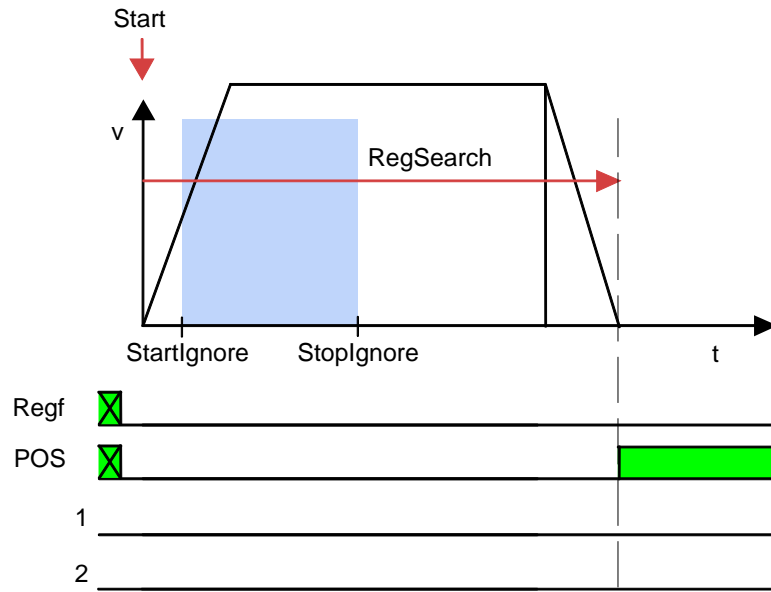 Start
v
RegSearch
StartIgnore
StopIgnore
t
Regf
POS
1
2